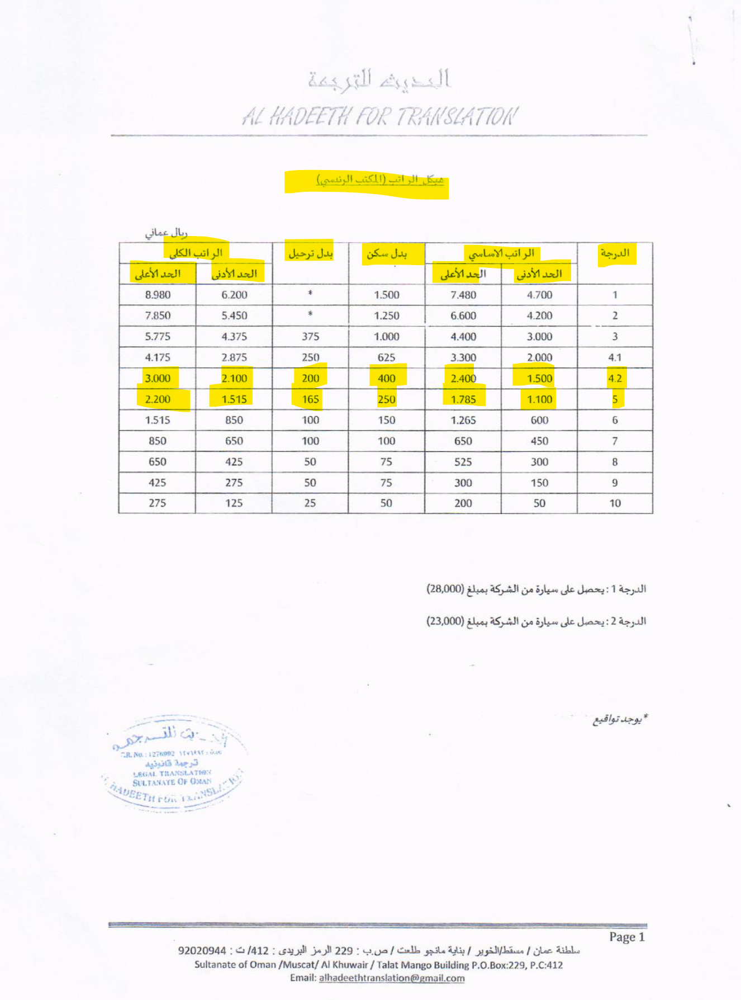 الحديث للترجمة
AL HADEETH FOR TRANSLATION
هيكل الراتب (المكتب الرئيسي)
ريال عماني
الدرجة الراتب الاساسي بدل سكن بدل ترحيل الراتب الكلي
الحد الأدنى الحد الأعلى الحد الأدنى الحد الأعلى
1 4.700 7.480 1.500 * 6.200 8.980
2 4.200 6.600 1.250 * 5.450 7.850
3 3.000 4.400 1.000 375 4.375 5.775
4.1 2.000 3.300 625 250 2.875 4.175
4.2 1.500 2.400 400 200 2.100 3.000
5 1.100 1.785 250 165 1.515 2.200
6 600 1.265 150 100 850 1.515
7 450 650 100 100 650 850
8 300 525 75 50 425 650
9 150 300 75 50 275 425
10 50 200 50 25 125 275
الدرجة 1 : يحصل على سيارة من الشركة بمبلغ (28,000)
الدرجة 2 : يحصل على سيارة من الشركة بمبلغ (23,000)
*يوجد تواقيع
ترجمة قانونيه
LEGAL TRANSLATION
SULTANATE OF OMAN
HADEETH FOR TRANSLATION
Page 1
سلطنة عمان / مسقط/الخوير / بناية مانجو طلعت / ص.ب : 229 الرمز البريدى : 412/ ت : 92020944
Sultanate of Oman /Muscat/ Al Khuwair / Talat Mango Building P.O.Box:229, P.C:412
Email: alhadeethtranslation@gmail.com